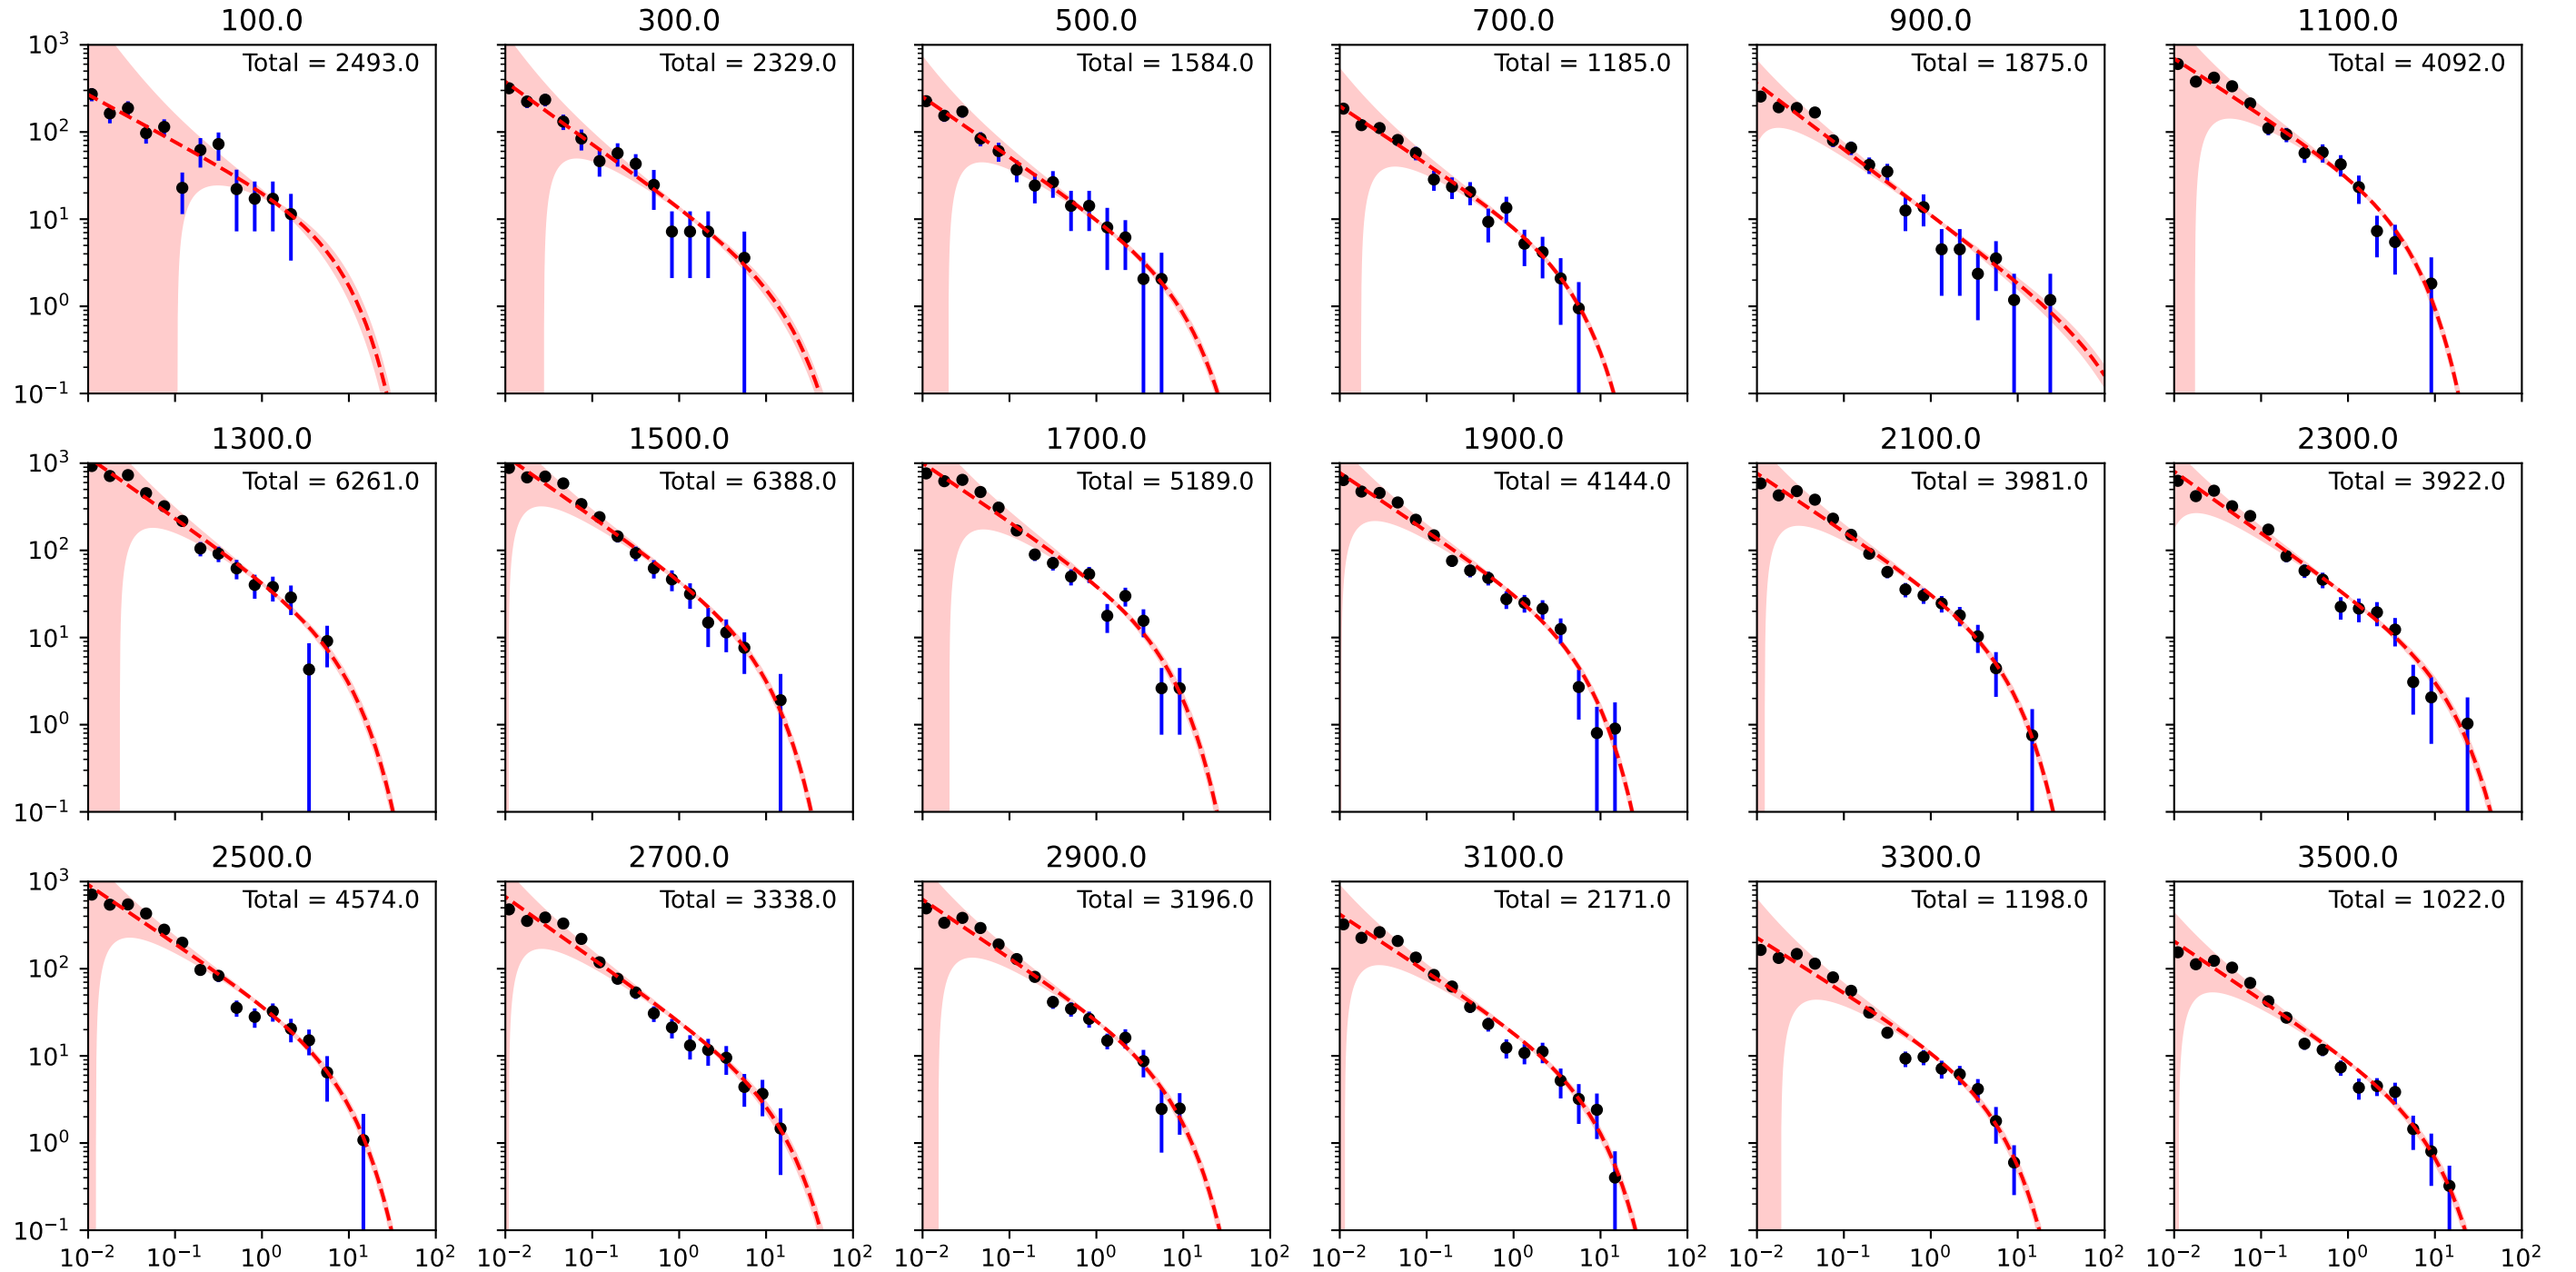 100.0 300.0 500.0 700.0 900.0 1100.0
10³ Total = 2493.0 Total = 2329.0 Total = 1584.0 Total = 1185.0 Total = 1875.0 Total = 4092.0
10²
10¹
10⁰
10⁻¹
1300.0 1500.0 1700.0 1900.0 2100.0 2300.0
10³ Total = 6261.0 Total = 6388.0 Total = 5189.0 Total = 4144.0 Total = 3981.0 Total = 3922.0
10²
10¹
10⁰
10⁻¹
2500.0 2700.0 2900.0 3100.0 3300.0 3500.0
10³ Total = 4574.0 Total = 3338.0 Total = 3196.0 Total = 2171.0 Total = 1198.0 Total = 1022.0
10²
10¹
10⁰
10⁻¹
10⁻² 10⁻¹ 10⁰ 10¹ 10² 10⁻² 10⁻¹ 10⁰ 10¹ 10² 10⁻² 10⁻¹ 10⁰ 10¹ 10² 10⁻² 10⁻¹ 10⁰ 10¹ 10² 10⁻² 10⁻¹ 10⁰ 10¹ 10² 10⁻² 10⁻¹ 10⁰ 10¹ 10²